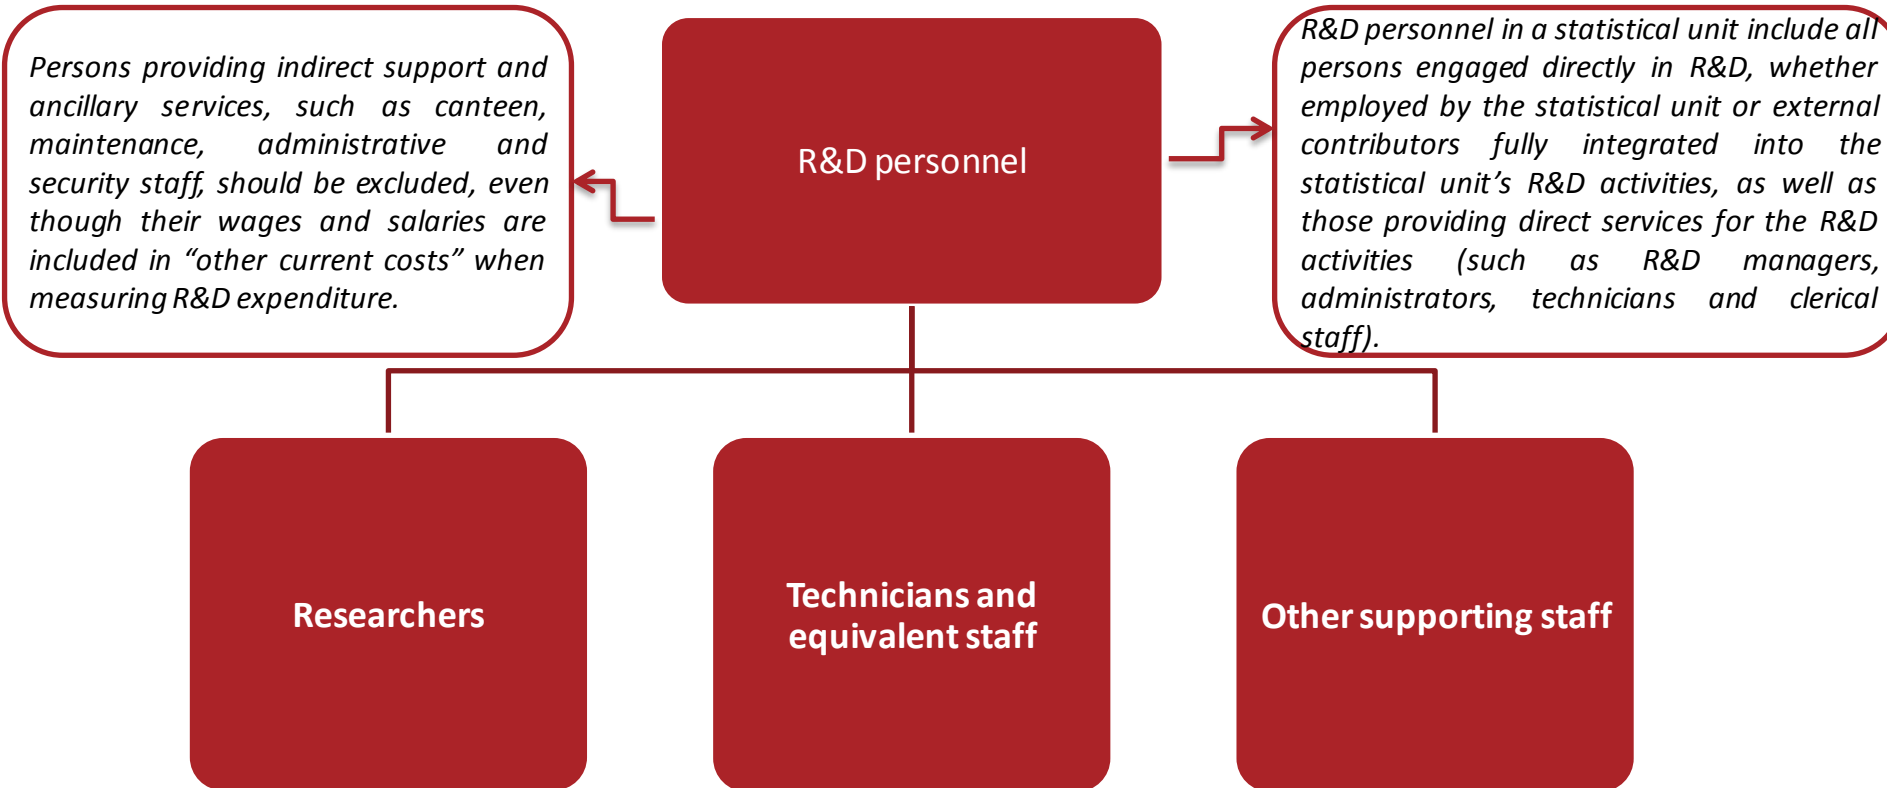 Persons providing indirect support and
ancillary services, such as canteen,
maintenance, administrative and
security staff, should be excluded, even
though their wages and salaries are
included in “other current costs” when
measuring R&D expenditure.
R&D personnel
R&D personnel in a statistical unit include all
persons engaged directly in R&D, whether
employed by the statistical unit or external
contributors fully integrated into the
statistical unit’s R&D activities, as well as
those providing direct services for the R&D
activities (such as R&D managers,
administrators, technicians and clerical
staff).
Researchers
Technicians and
equivalent staff
Other supporting staff